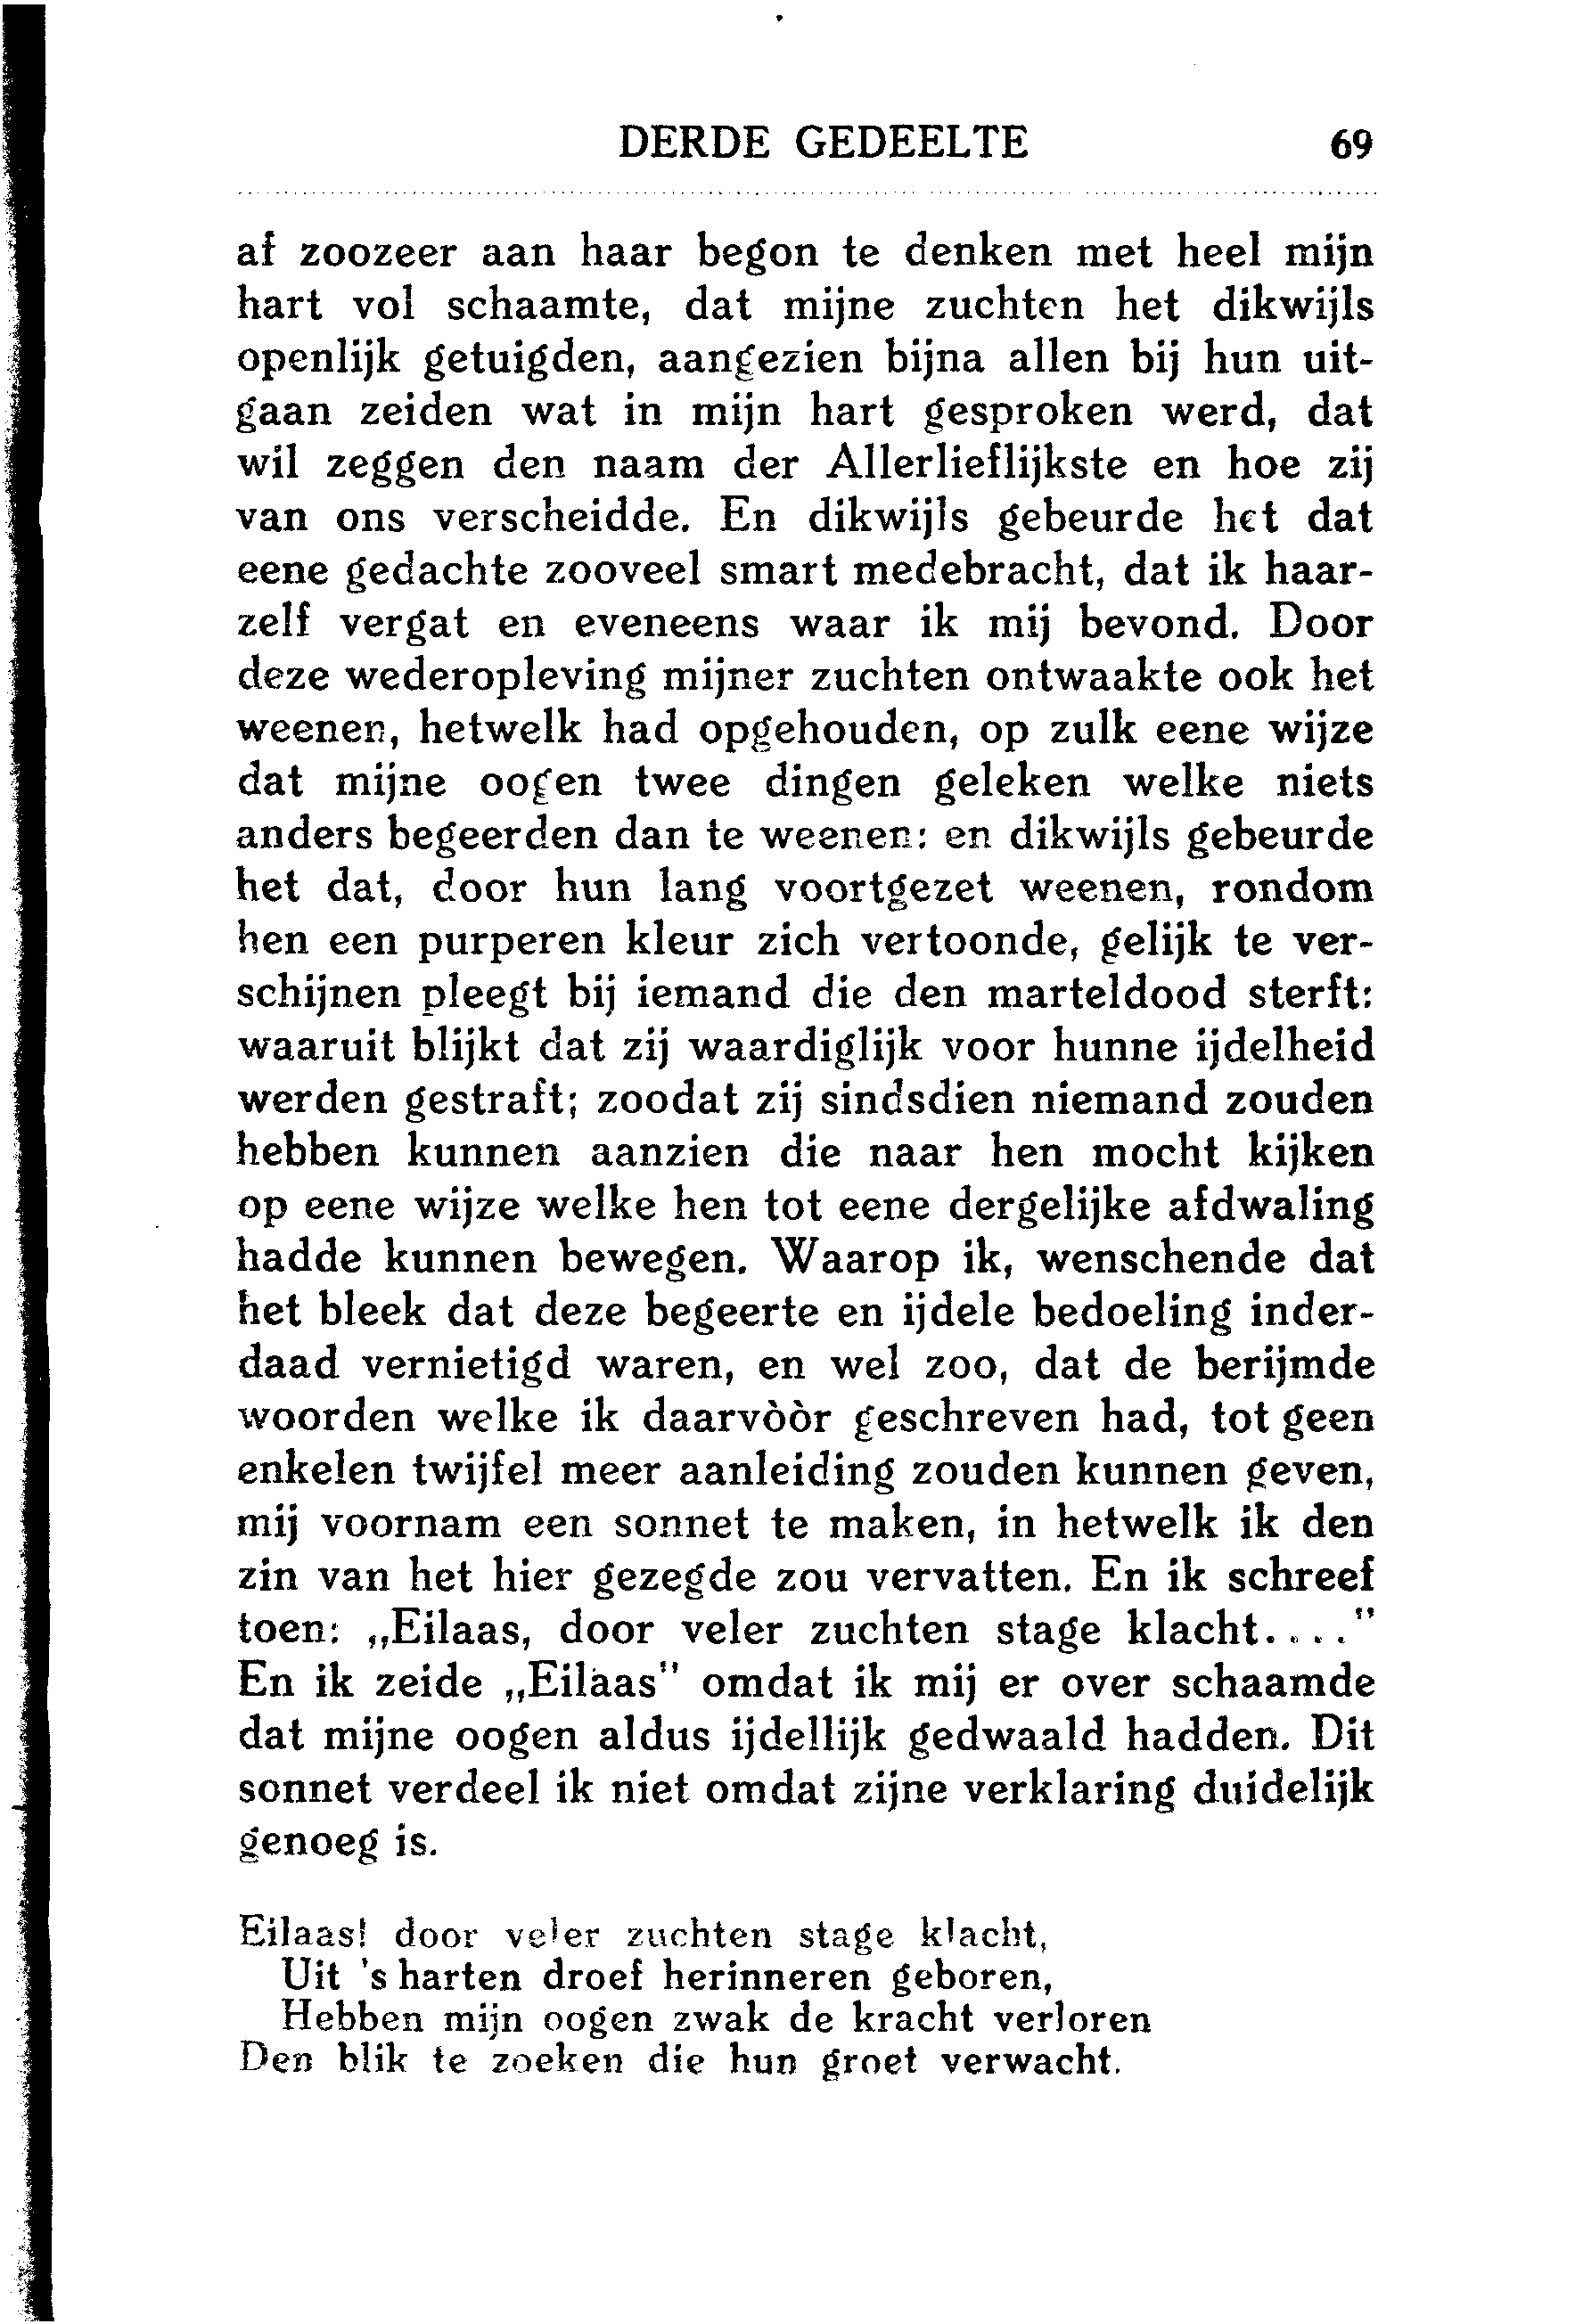 DERDE GEDEELTE 69
af zoozeer aan haar begon te denken met heel mijn
hart vol schaamte, dat mijne zuchten het dikwijls
openlijk getuigden, aangezien bijna allen bij hun uit-
gaan zeiden wat in mijn hart gesproken werd, dat
wil zeggen den naam der Allerlieflijkste en hoe zij
van ons verscheidde. En dikwijls gebeurde het dat
eene gedachte zooveel smart medebracht, dat ik haar-
zelf vergat en eveneens waar ik mij bevond. Door
deze wederopleving mijner zuchten ontwaakte ook het
weenen, hetwelk had opgehouden, op zulk eene wijze
dat mijne oogen twee dingen geleken welke niets
anders begeerden dan te weenen: en dikwijls gebeurde
het dat, door hun lang voortgezet weenen, rondom
hen een purperen kleur zich vertoonde, gelijk te ver-
schijnen pleegt bij iemand die den marteldood sterft:
waaruit blijkt dat zij waardiglijk voor hunne ijdelheid
werden gestraft; zoodat zij sindsdien niemand zouden
hebben kunnen aanzien die naar hen mocht kijken
op eene wijze welke hen tot eene dergelijke afdwaling
hadde kunnen bewegen. Waarop ik, wenschende dat
het bleek dat deze begeerte en ijdele bedoeling inder-
daad vernietigd waren, en wel zoo, dat de berijmde
woorden welke ik daarvòòr geschreven had, tot geen
enkelen twijfel meer aanleiding zouden kunnen geven,
mij voornam een sonnet te maken, in hetwelk ik den
zin van het hier gezegde zou vervatten. En ik schreef
toen: „Eilaas, door veler zuchten stage klacht...."
En ik zeide „Eilaas" omdat ik mij er over schaamde
dat mijne oogen aldus ijdellijk gedwaald hadden. Dit
sonnet verdeel ik niet omdat zijne verklaring duidelijk
genoeg is.
Eilaas! door veler zuchten stage klacht,
Uit 's harten droef herinneren geboren,
Hebben mijn oogen zwak de kracht verloren
Den blik te zoeken die hun groet verwacht.